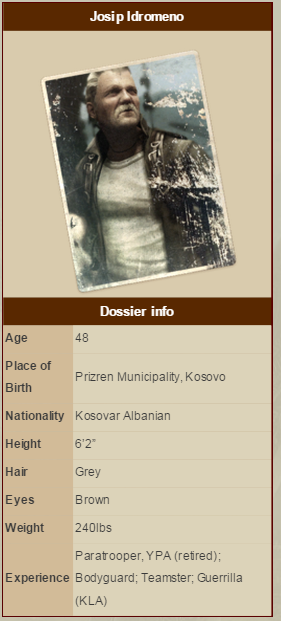 Josip Idromeno
Dossier info
Age 48
Place of
Birth
Prizren Municipality, Kosovo
Nationality Kosovar Albanian
Height 6'2”
Hair Grey
Eyes Brown
Weight 240lbs
Experience
Paratrooper, YPA (retired);
Bodyguard; Teamster; Guerrilla
(KLA)